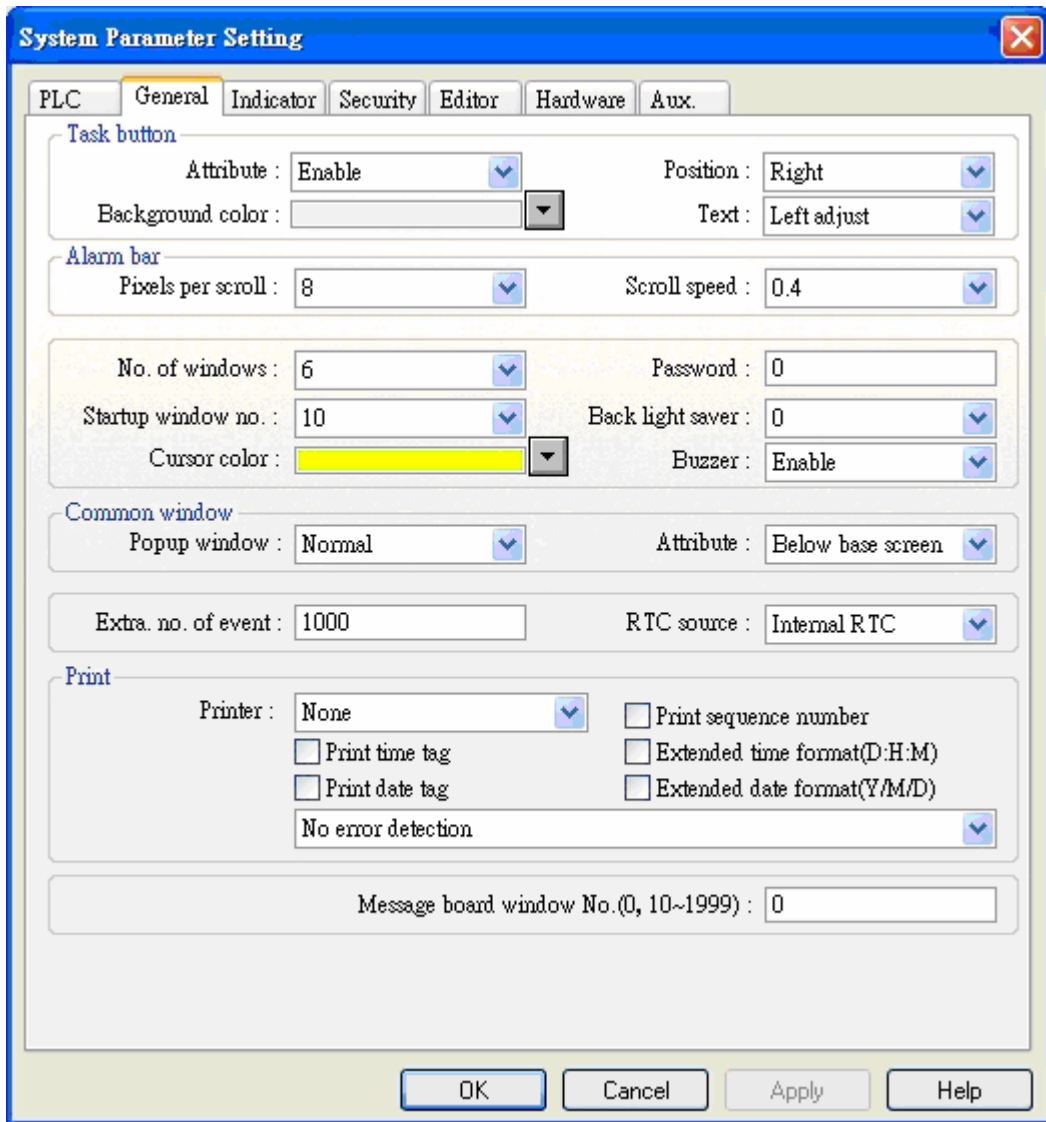 System Parameter Setting
PLC General Indicator Security Editor Hardware Aux.
Task button
Attribute : Enable Position : Right
Background color : Text : Left adjust
Alarm bar
Pixels per scroll : 8 Scroll speed : 0.4
No. of windows : 6 Password : 0
Startup window no. : 10 Back light saver : 0
Cursor color : Buzzer : Enable
Common window
Popup window : Normal Attribute : Below base screen
Extra. no. of event : 1000 RTC source : Internal RTC
Print
Printer : None Print sequence number
Print time tag Extended time format(D:H:M)
Print date tag Extended date format(Y/M/D)
No error detection
Message board window No.(0, 10~1999) : 0
OK Cancel Apply Help